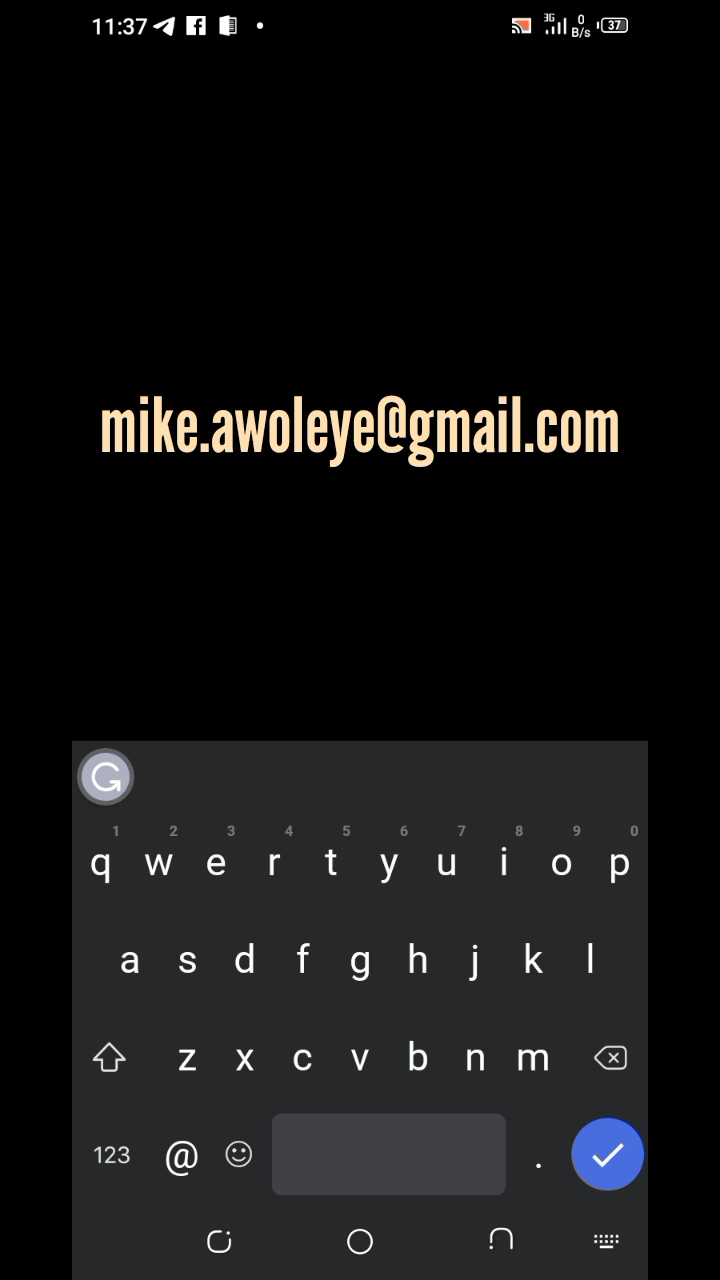 11:37
3G 0 B/s 37
mike.awoleye@gmail.com
G
1 2 3 4 5 6 7 8 9 0
q w e r t y u i o p
a s d f g h j k l
z x c v b n m
123 @ .